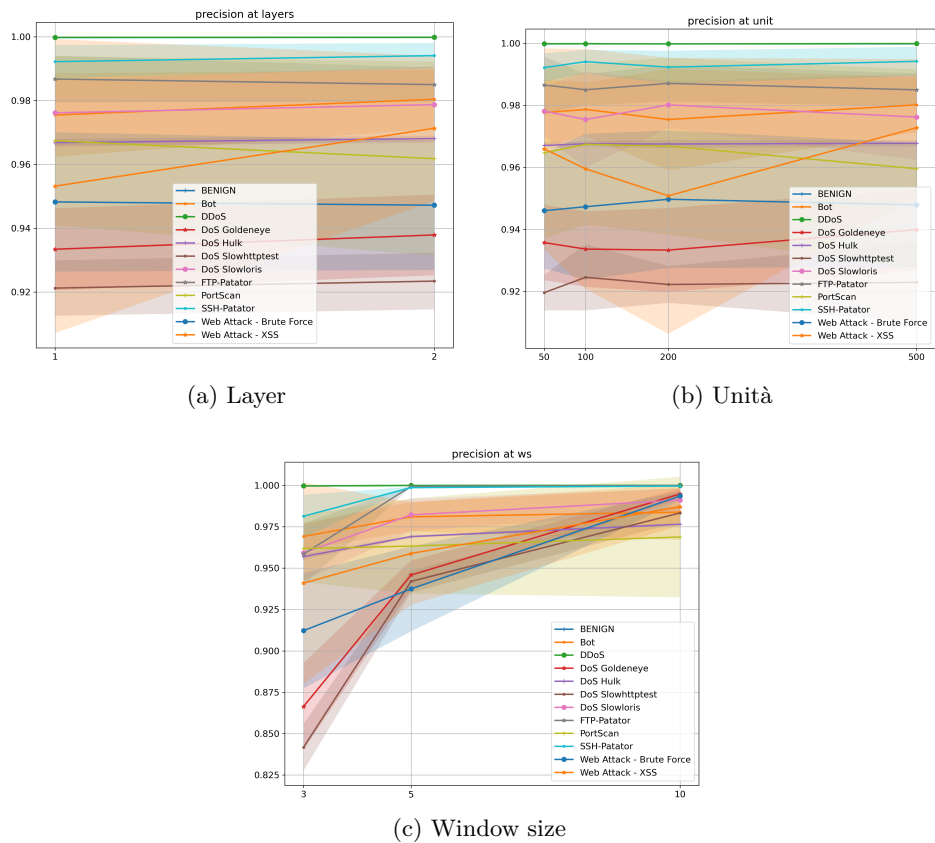 precision at layers
1.00
0.98
0.96
0.94
0.92
BENIGN
Bot
DDoS
DoS Goldeneye
DoS Hulk
DoS Slowhttptest
DoS Slowloris
FTP-Patator
PortScan
SSH-Patator
Web Attack - Brute Force
Web Attack - XSS
1 2
(a) Layer
precision at unit
1.00
0.98
0.96
0.94
0.92
BENIGN
Bot
DDoS
DoS Goldeneye
DoS Hulk
DoS Slowhttptest
DoS Slowloris
FTP-Patator
PortScan
SSH-Patator
Web Attack - Brute Force
Web Attack - XSS
50 100 200 500
(b) Unità
precision at ws
1.000
0.975
0.950
0.925
0.900
0.875
0.850
0.825
BENIGN
Bot
DDoS
DoS Goldeneye
DoS Hulk
DoS Slowhttptest
DoS Slowloris
FTP-Patator
PortScan
SSH-Patator
Web Attack - Brute Force
Web Attack - XSS
3 5 10
(c) Window size